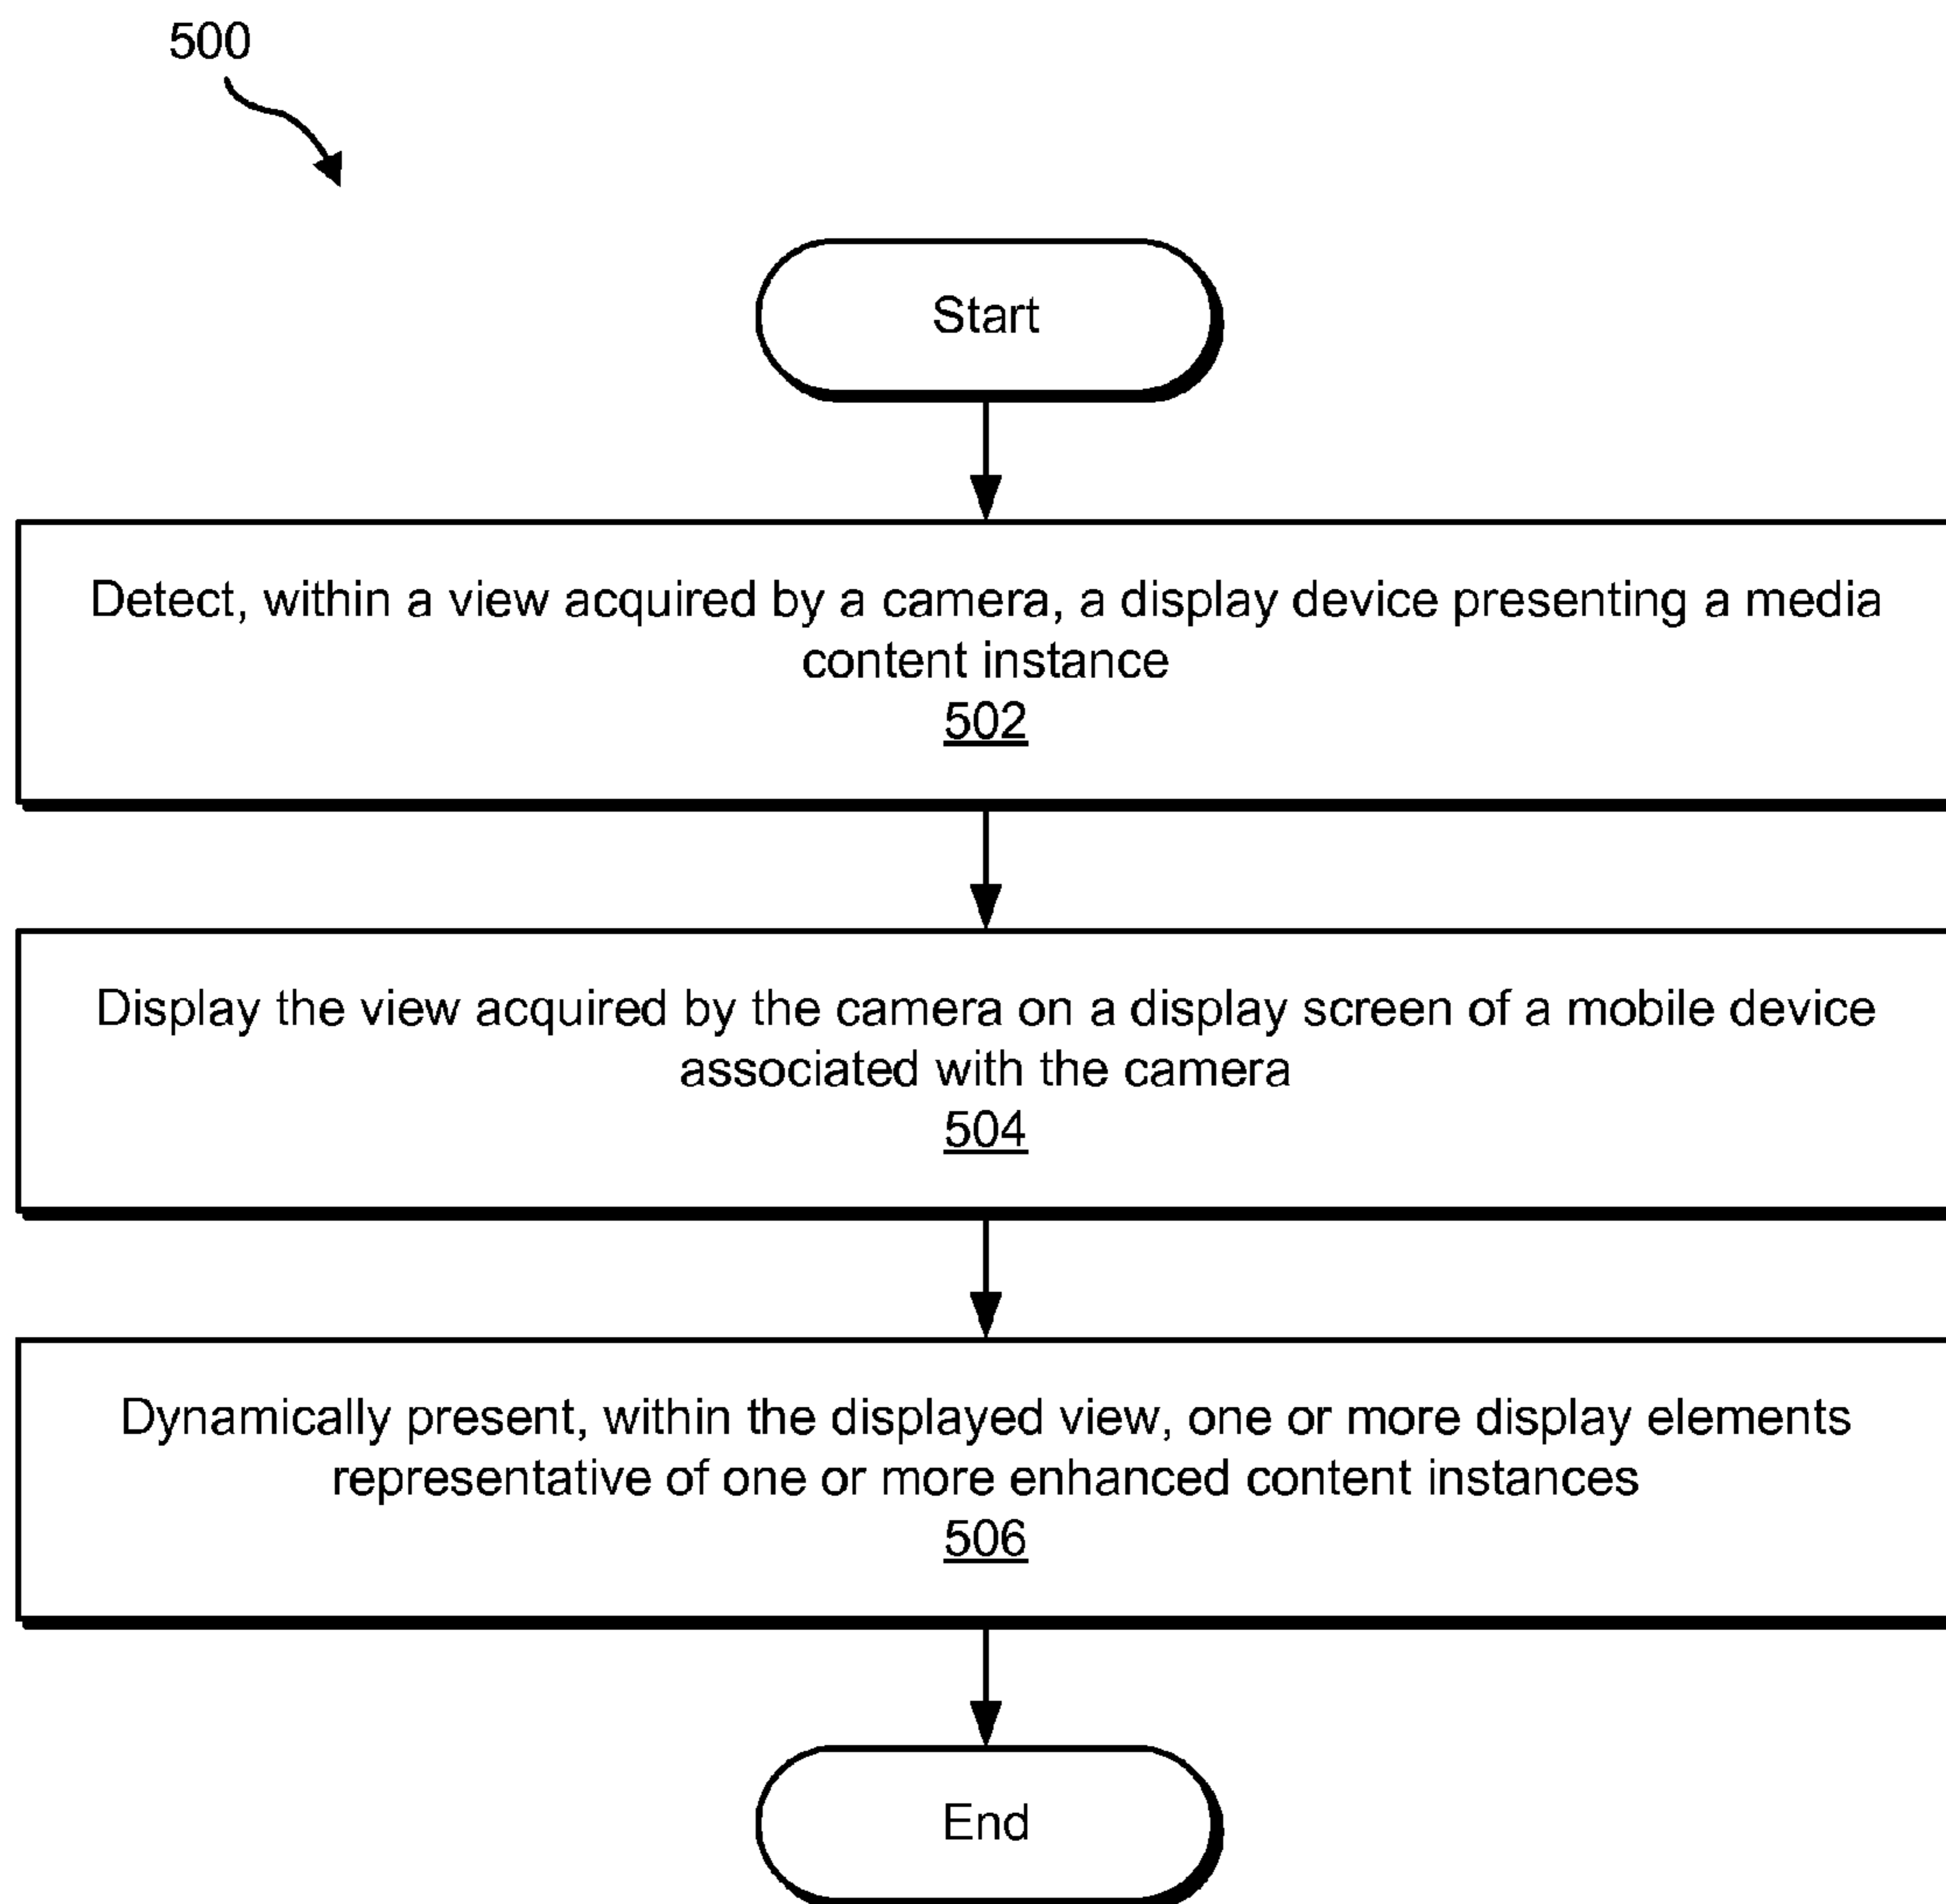 500
Start
Detect, within a view acquired by a camera, a display device presenting a media
content instance
502
Display the view acquired by the camera on a display screen of a mobile device
associated with the camera
504
Dynamically present, within the displayed view, one or more display elements
representative of one or more enhanced content instances
506
End